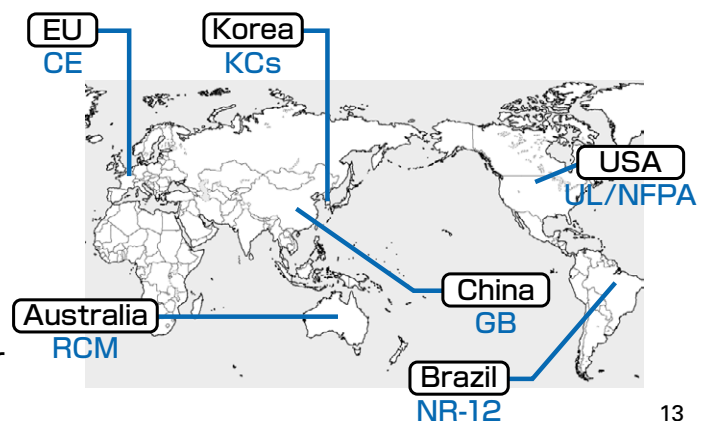 EU
CE
Korea
KCs
USA
UL/NFPA
China
GB
Australia
RCM
Brazil
NR-12
13